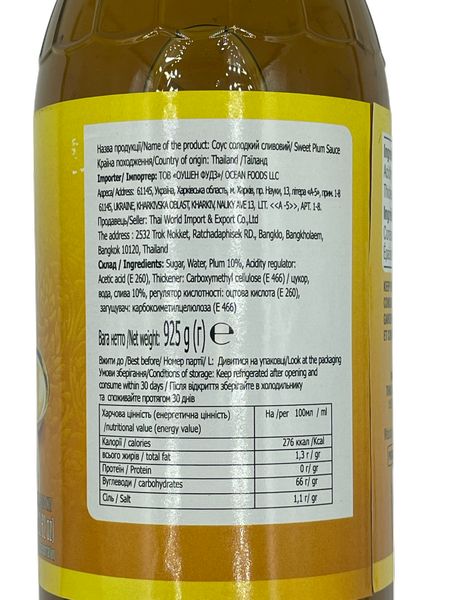 Назва продукції/Name of the product: Соус солодкий сливовий/ Sweet Plum Sauce
Країна походження/Country of origin: Thailand /Таїланд
Importer/ Імпортер: ТОВ «ОУШЕН ФУДЗ»/ OCEAN FOODS LLC
Адреса/ Address: 61145, Україна, Харківська область, м. Харків, пр. Науки, 13, літера «А-5», прим. 1-8
61145, UKRAINE, KHARKIVSKA OBLAST, KHARKIV, NAUKY AVE 13, LIT. <<A -5>>, APT. 1-8.
Продавець/Seller: Thai World Import & Export Co.,Ltd
The address : 2532 Trok Nokket, Ratchadaphisek RD., Bangklo, Bangkholaem,
Bangkok 10120, Thailand
Склад / Ingredients: Sugar, Water, Plum 10%, Acidity regulator:
Acetic acid (E 260), Thickener: Carboxymethyl cellulose (E 466) / цукор,
вода, слива 10%, регулятор кислотності: оцтова кислота (Е 260),
загущувач: карбоксиметилцелюлоза (Е 466)
Вага нетто /Net weight: 925 g (г) ℮
Вжити до /Best before/ Номер партії/ L: Дивитися на упаковці/Look at the packaging
Умови зберігання/Conditions of storage: Keep refrigerated after opening and
consume within 30 days / Після відкриття зберігайте в холодильнику
та споживайте протягом 30 днів
Харчова цінність / (енергетична цінність) На /per 100мл / ml
/nutritional value (energy value)
Калорії / calories 276 ккал /Kcal
всього жирів / total fat 1,3 г/ gr
Протеїн / Protein 0 г/ gr
Вуглеводи / carbohydrates 66 г/ gr
Сіль / Salt 1,1 г/ gr